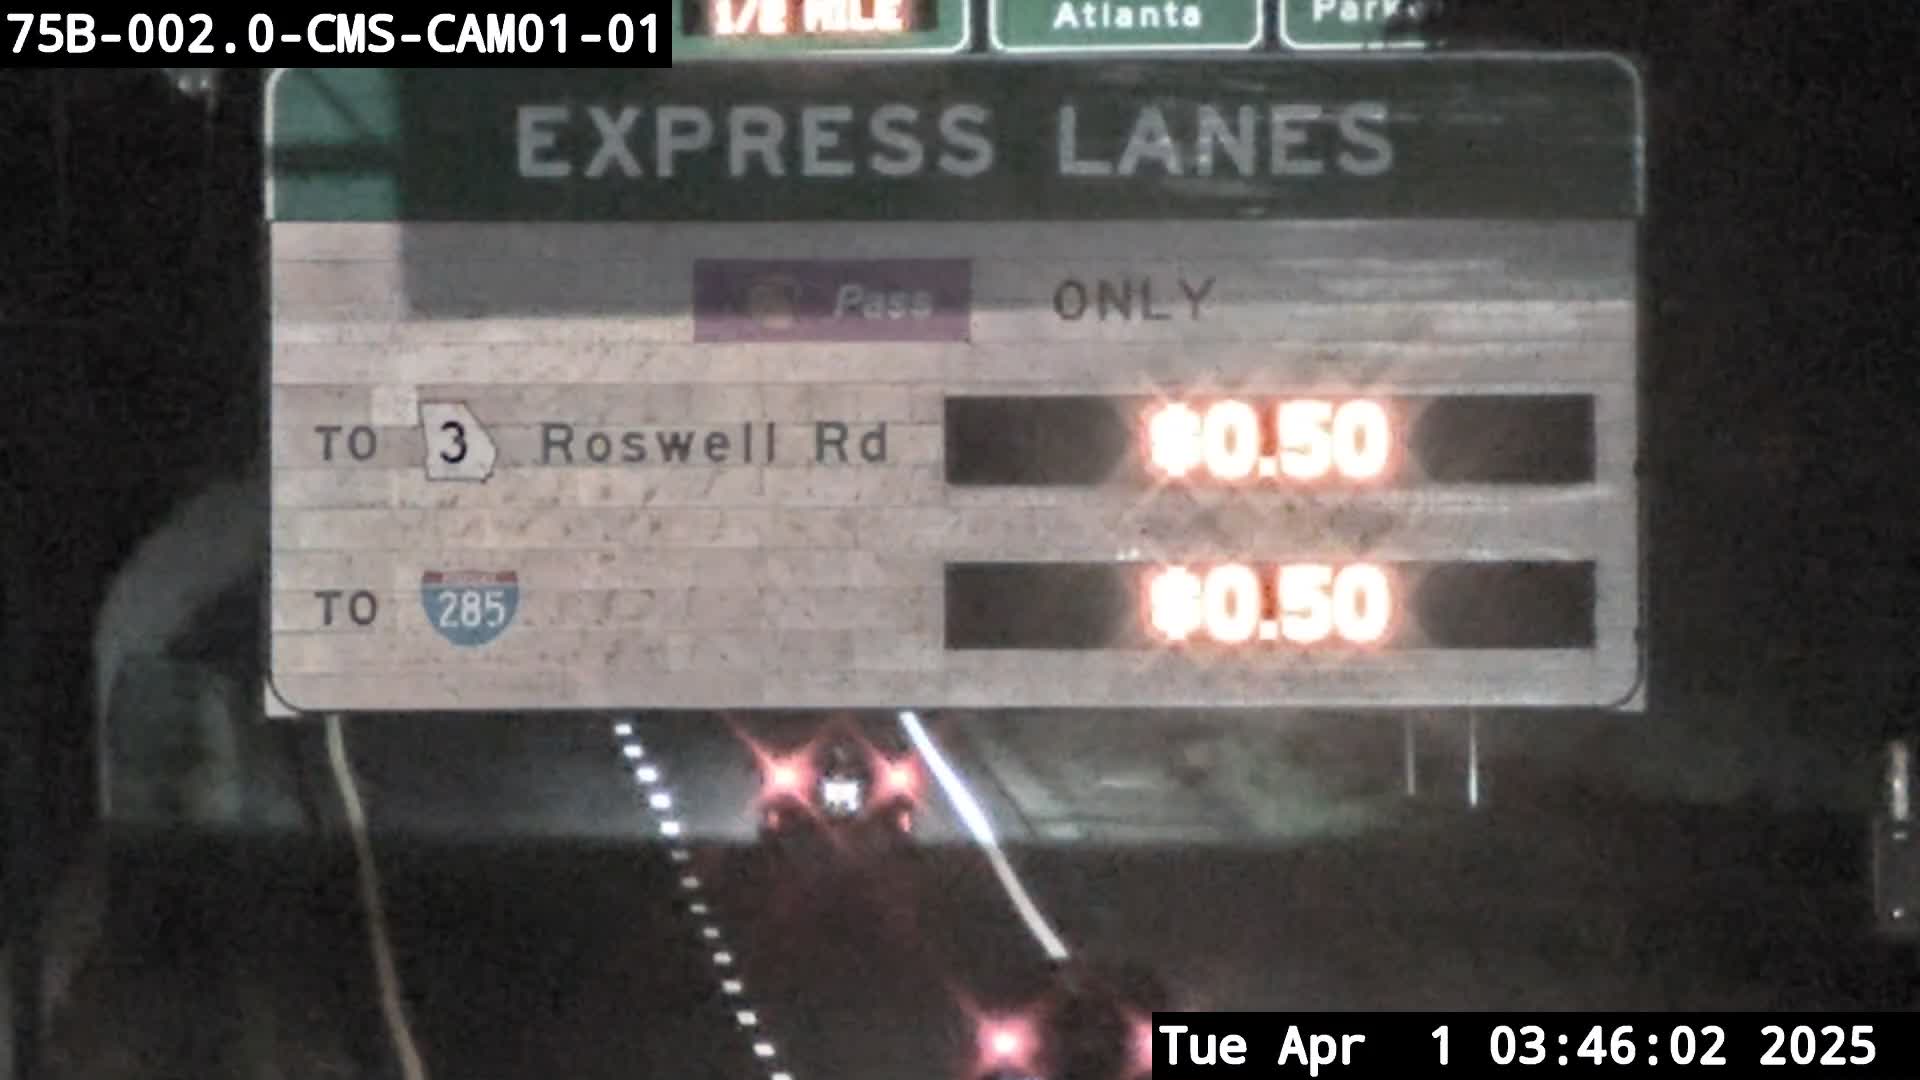 75B-002.0-CMS-CAM01-01
1/2 MILE
Atlanta
Park
EXPRESS LANES
Pass ONLY
TO 3 Roswell Rd $0.50
TO 285 $0.50
Tue Apr 1 03:46:02 2025